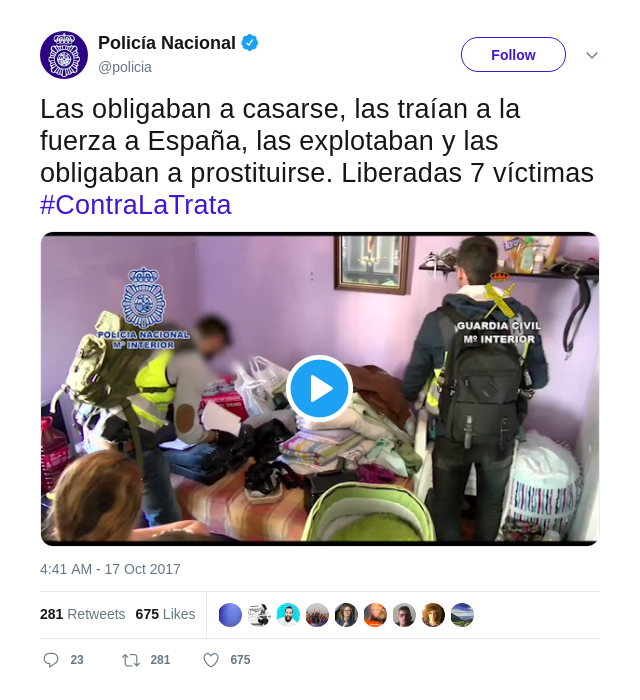 Policía Nacional
@policia
Follow
Las obligaban a casarse, las traían a la
fuerza a España, las explotaban y las
obligaban a prostituirse. Liberadas 7 víctimas
#ContraLaTrata
POLICIA NACIONAL
Mº INTERIOR
GUARDIA CIVIL
Mº INTERIOR
4:41 AM - 17 Oct 2017
281 Retweets 675 Likes
23 281 675